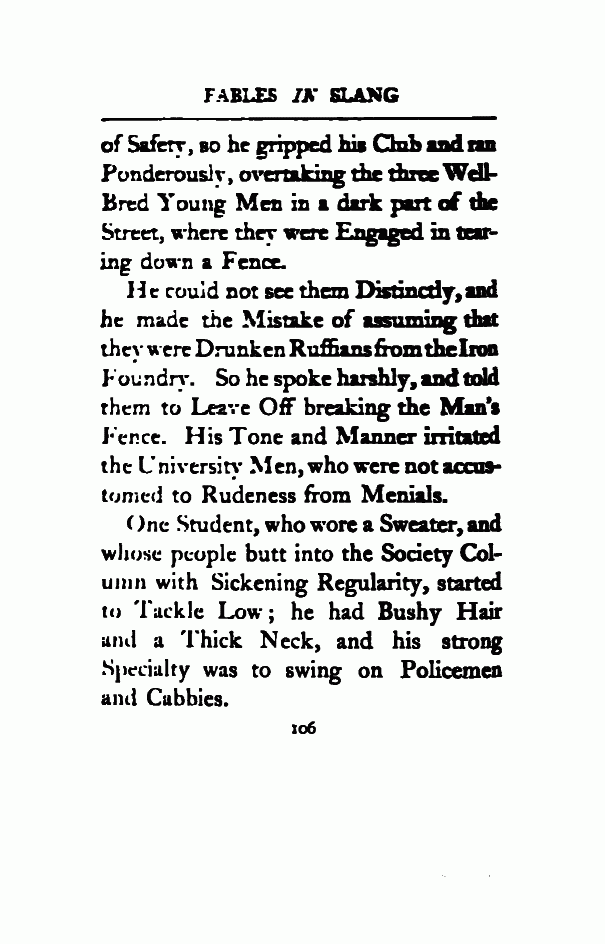 FABLES IN SLANG
of Safety, so he gripped his Club and ran
Ponderously, overtaking the three Well-
Bred Young Men in a dark part of the
Street, where they were Engaged in tear-
ing down a Fence.
He could not see them Distinctly, and
he made the Mistake of assuming that
they were Drunken Ruffians from the Iron
Foundry. So he spoke harshly, and told
them to Leave Off breaking the Man's
Fence. His Tone and Manner irritated
the University Men, who were not accus-
tomed to Rudeness from Menials.
One Student, who wore a Sweater, and
whose people butt into the Society Col-
umn with Sickening Regularity, started
to Tackle Low; he had Bushy Hair
and a Thick Neck, and his strong
Specialty was to swing on Policemen
and Cabbies.
106